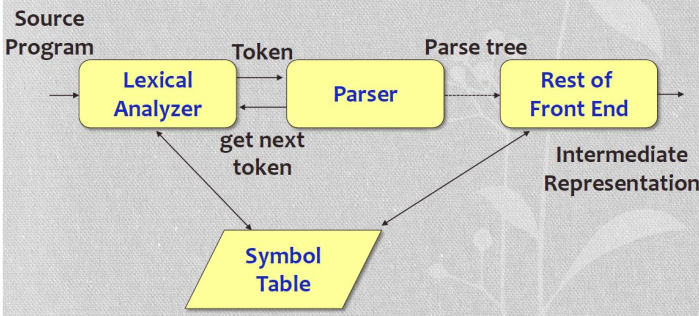 Source
Program
Token
Parse tree
Lexical
Analyzer
Parser
Rest of
Front End
get next
token
Intermediate
Representation
Symbol
Table